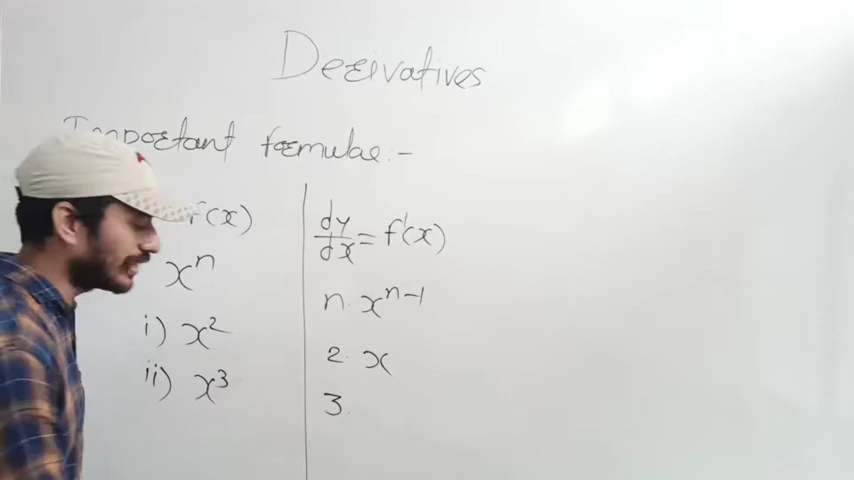 Derivatives
Important formulae :-
f(x)
dy/dx = f'(x)
xⁿ
n. xⁿ⁻¹
i) x²
2. x
ii) x³
3.